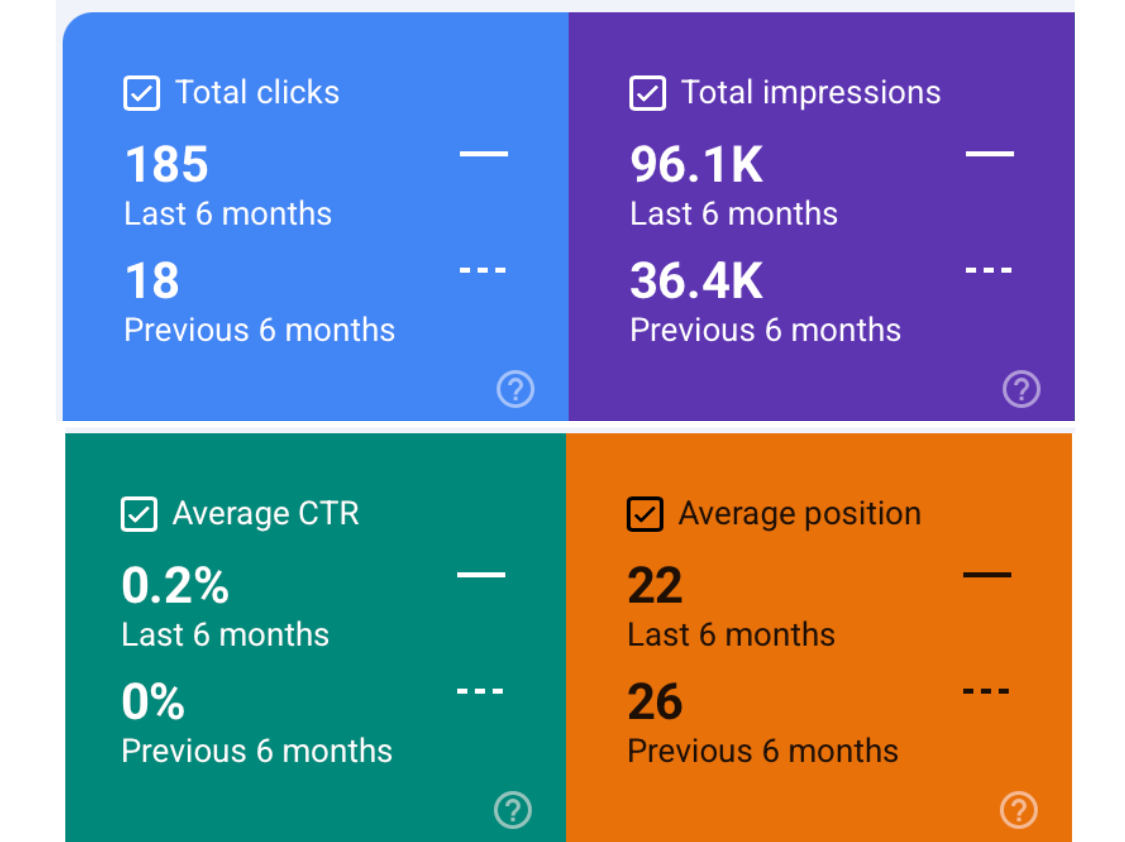 Total clicks
185
Last 6 months
18
Previous 6 months
Total impressions
96.1K
Last 6 months
36.4K
Previous 6 months
Average CTR
0.2%
Last 6 months
0%
Previous 6 months
Average position
22
Last 6 months
26
Previous 6 months